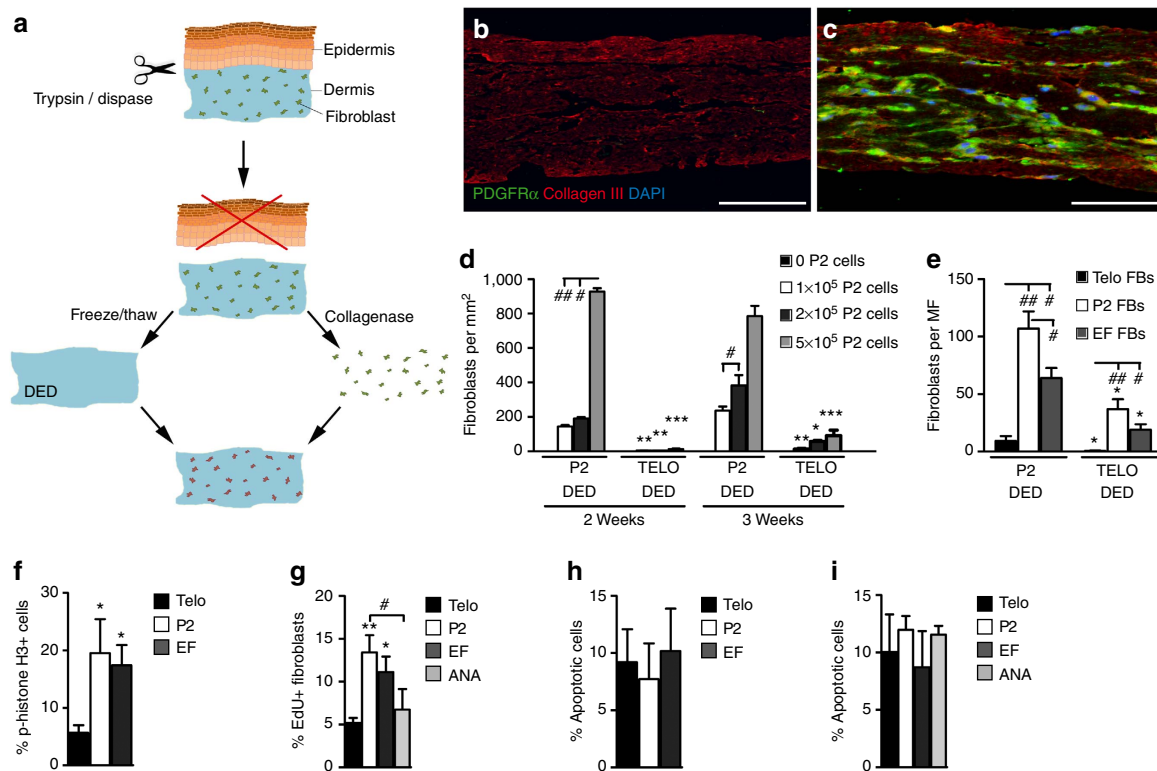 a
Epidermis
Trypsin / dispase
Dermis
Fibroblast
Freeze/thaw
Collagenase
DED
b
PDGFRα Collagen III DAPI
c
d
Fibroblasts per mm²
1,000
800
600
400
200
0
## #
** ** ***
#
** * ***
0 P2 cells
1×10⁵ P2 cells
2×10⁵ P2 cells
5×10⁵ P2 cells
P2 TELO P2 TELO
DED DED DED DED
2 Weeks 3 Weeks
e
Fibroblasts per MF
150
100
50
0
## #
#
## #
* * *
Telo FBs
P2 FBs
EF FBs
P2 TELO
DED DED
f
% p-histone H3+ cells
30
20
10
0
* *
Telo
P2
EF
g
% EdU+ fibroblasts
20
15
10
5
0
#
** *
Telo
P2
EF
ANA
h
% Apoptotic cells
15
10
5
0
Telo
P2
EF
i
% Apoptotic cells
15
10
5
0
Telo
P2
EF
ANA